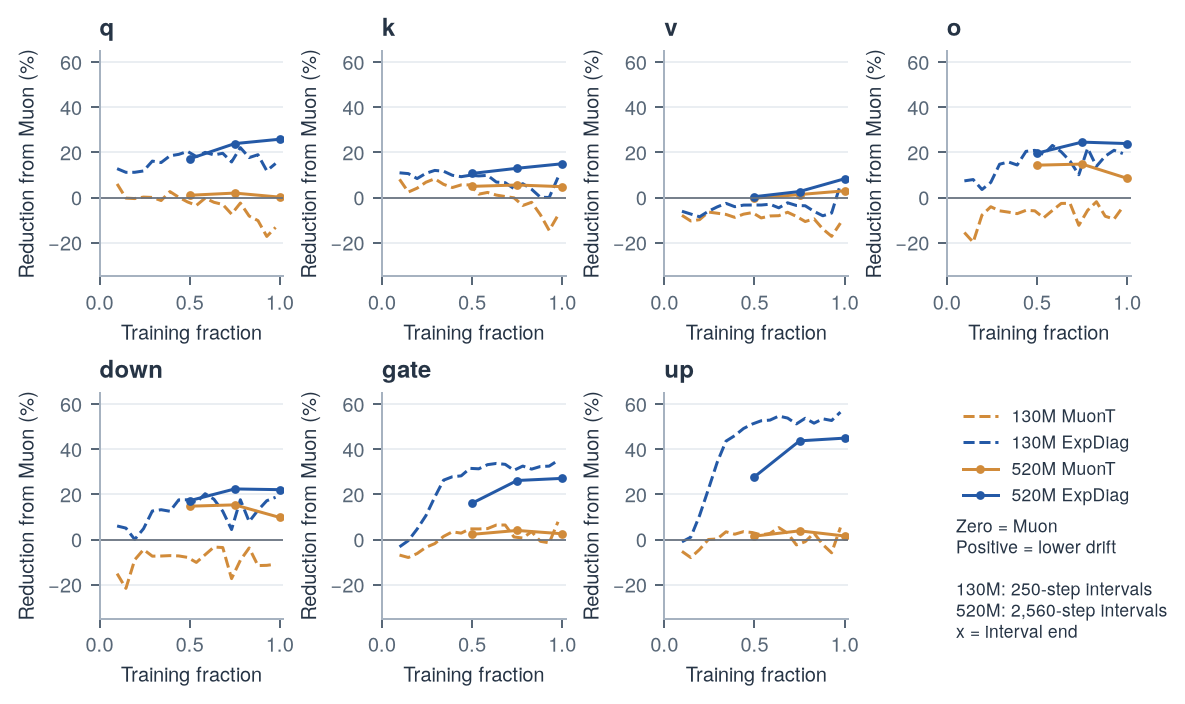 q
k
v
o
Reduction from Muon (%)
60
40
20
0
−20
0.0
0.5
1.0
Training fraction
Reduction from Muon (%)
60
40
20
0
−20
0.0
0.5
1.0
Training fraction
Reduction from Muon (%)
60
40
20
0
−20
0.0
0.5
1.0
Training fraction
Reduction from Muon (%)
60
40
20
0
−20
0.0
0.5
1.0
Training fraction
down
gate
up
Reduction from Muon (%)
60
40
20
0
−20
0.0
0.5
1.0
Training fraction
Reduction from Muon (%)
60
40
20
0
−20
0.0
0.5
1.0
Training fraction
Reduction from Muon (%)
60
40
20
0
−20
0.0
0.5
1.0
Training fraction
130M MuonT
130M ExpDiag
520M MuonT
520M ExpDiag
Zero = Muon
Positive = lower drift
130M: 250-step intervals
520M: 2,560-step intervals
x = interval end